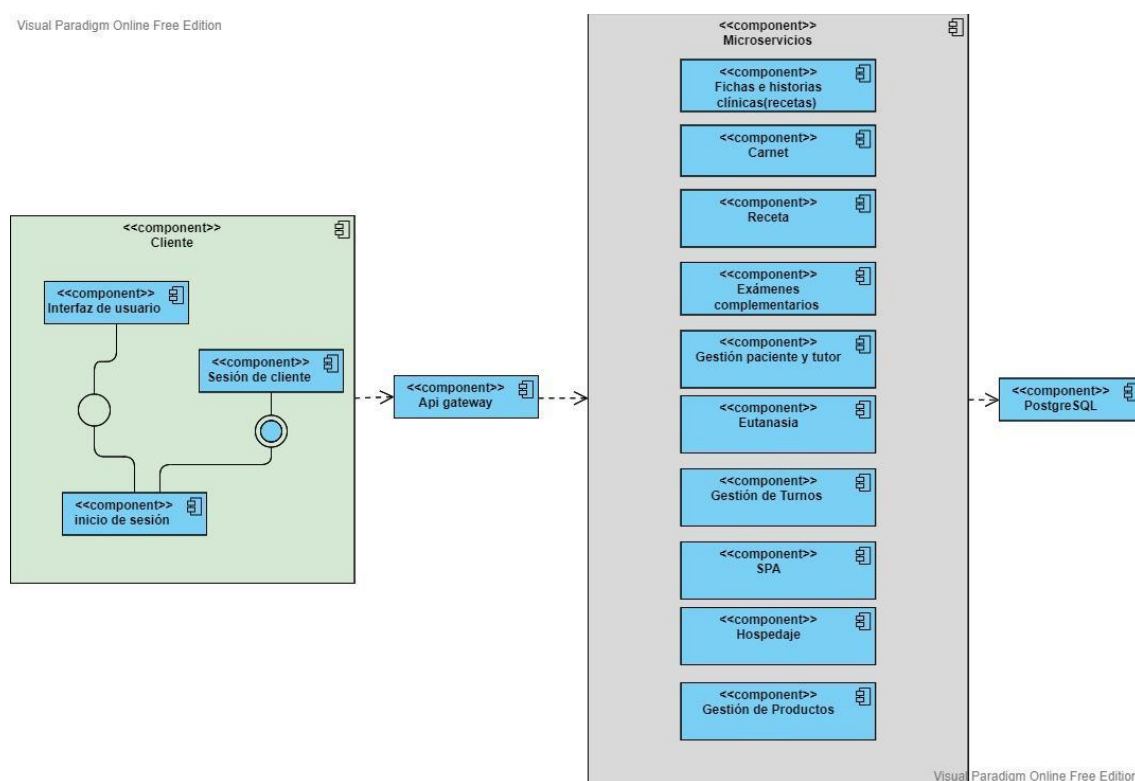 Visual Paradigm Online Free Edition
<<component>>
Cliente
<<component>>
Interfaz de usuario
<<component>>
Sesión de cliente
<<component>>
inicio de sesión
<<component>>
Api gateway
<<component>>
Microservicios
<<component>>
Fichas e historias
clínicas(recetas)
<<component>>
Carnet
<<component>>
Receta
<<component>>
Exámenes
complementarios
<<component>>
Gestión paciente y tutor
<<component>>
Eutanasia
<<component>>
Gestión de Turnos
<<component>>
SPA
<<component>>
Hospedaje
<<component>>
Gestión de Productos
<<component>>
PostgreSQL
Visual Paradigm Online Free Edition